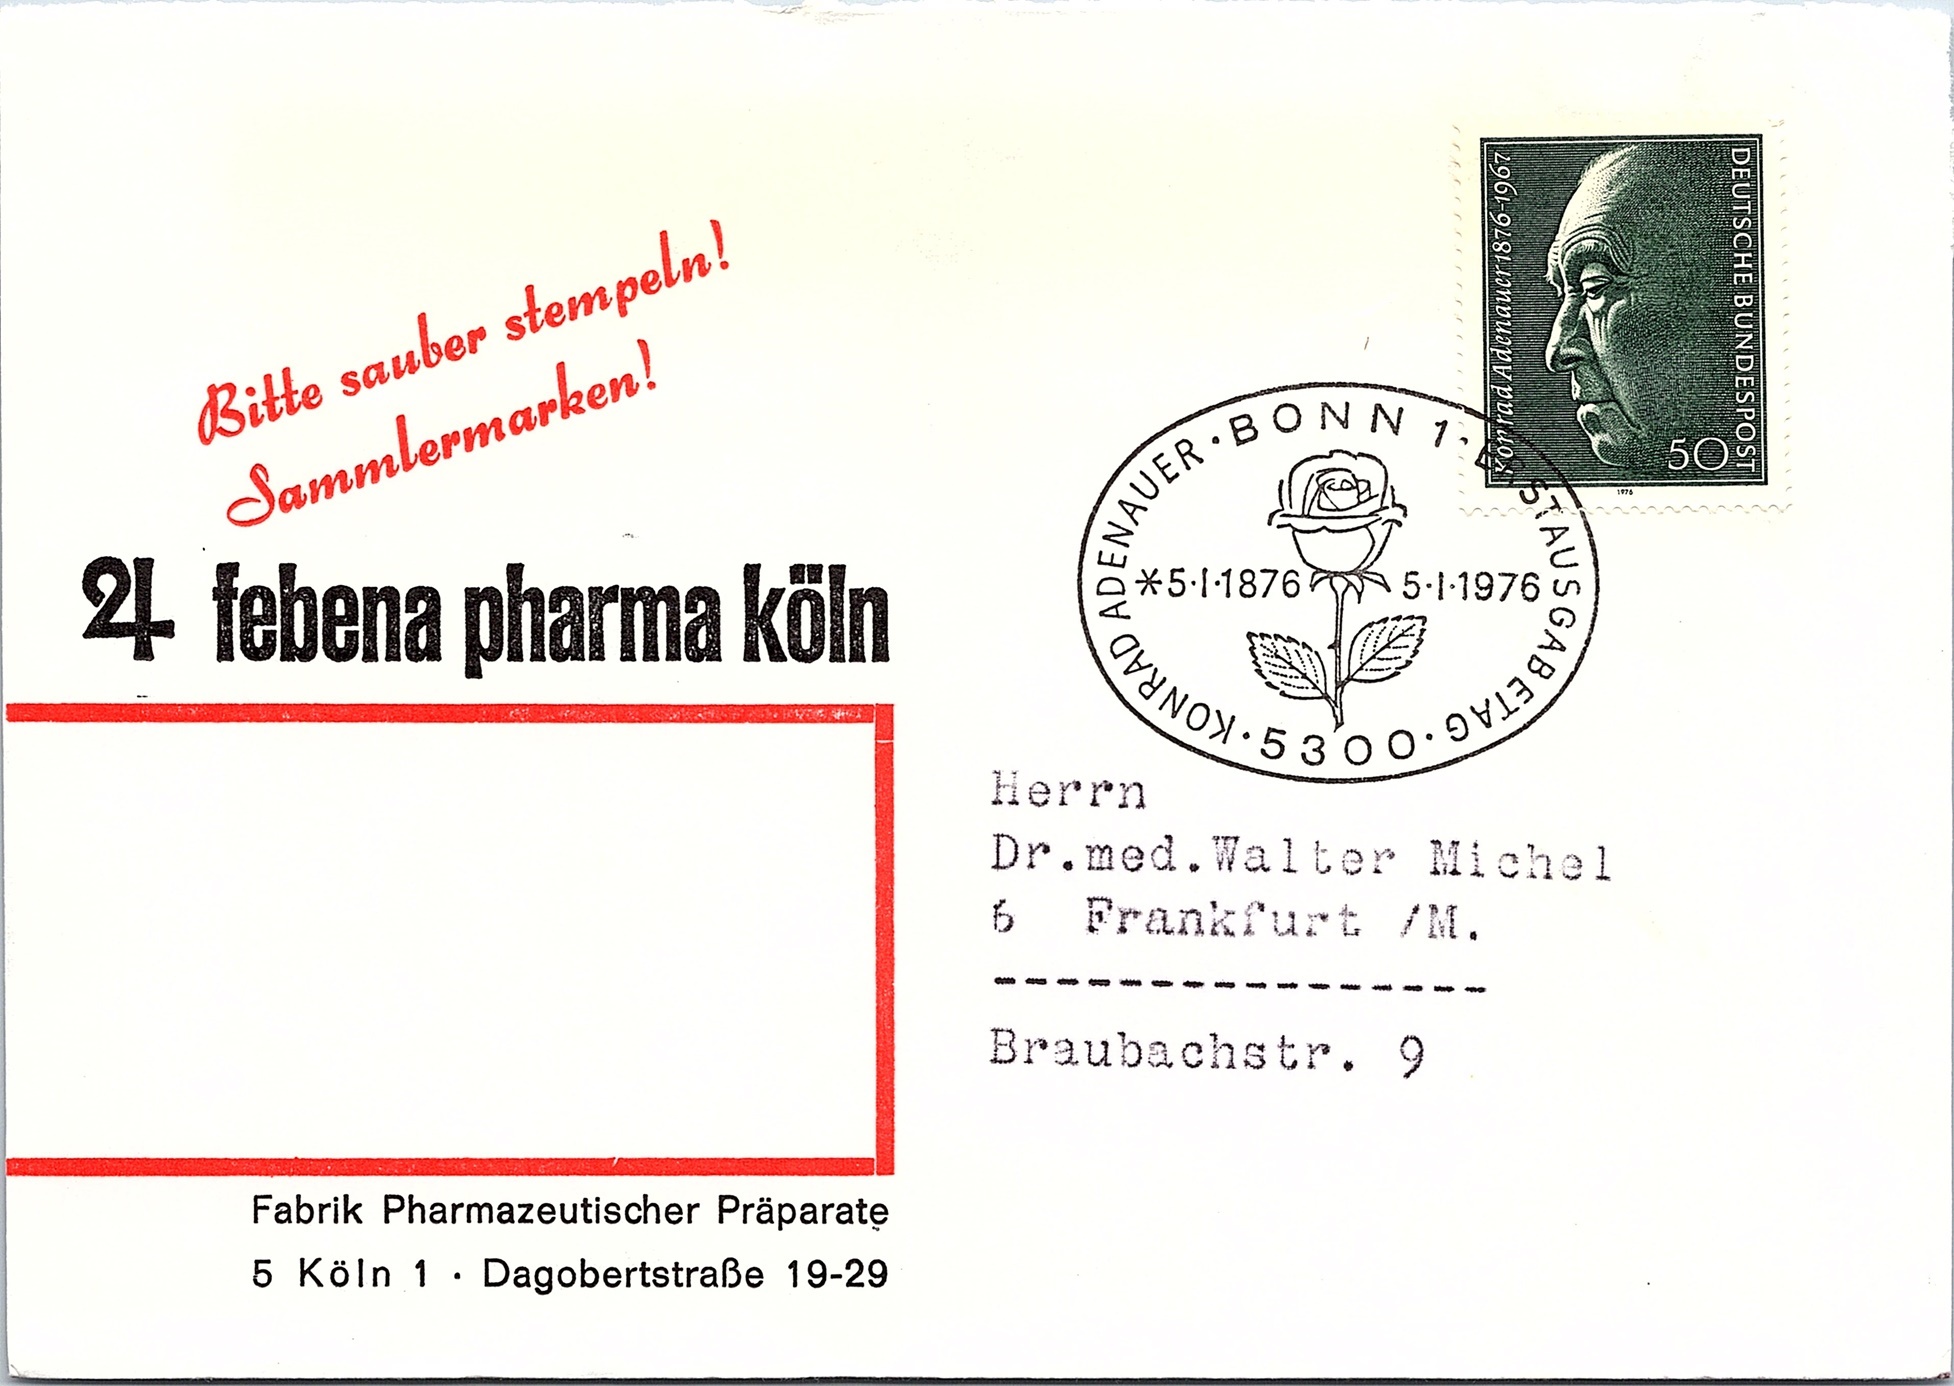 Bitte sauber stempeln!
Sammlermarken!
febena pharma köln
Fabrik Pharmazeutischer Präparate
5 Köln 1 · Dagobertstraße 19-29
Konrad Adenauer 1876-1967
DEUTSCHE BUNDESPOST
50
1976
KONRAD ADENAUER · BONN 1 · ERSTAUSGABETAG · 5300 ·
*5·I·1876 5·I·1976
Herrn
Dr.med.Walter Michel
6 Frankfurt /M.
-----------------
Braubachstr. 9